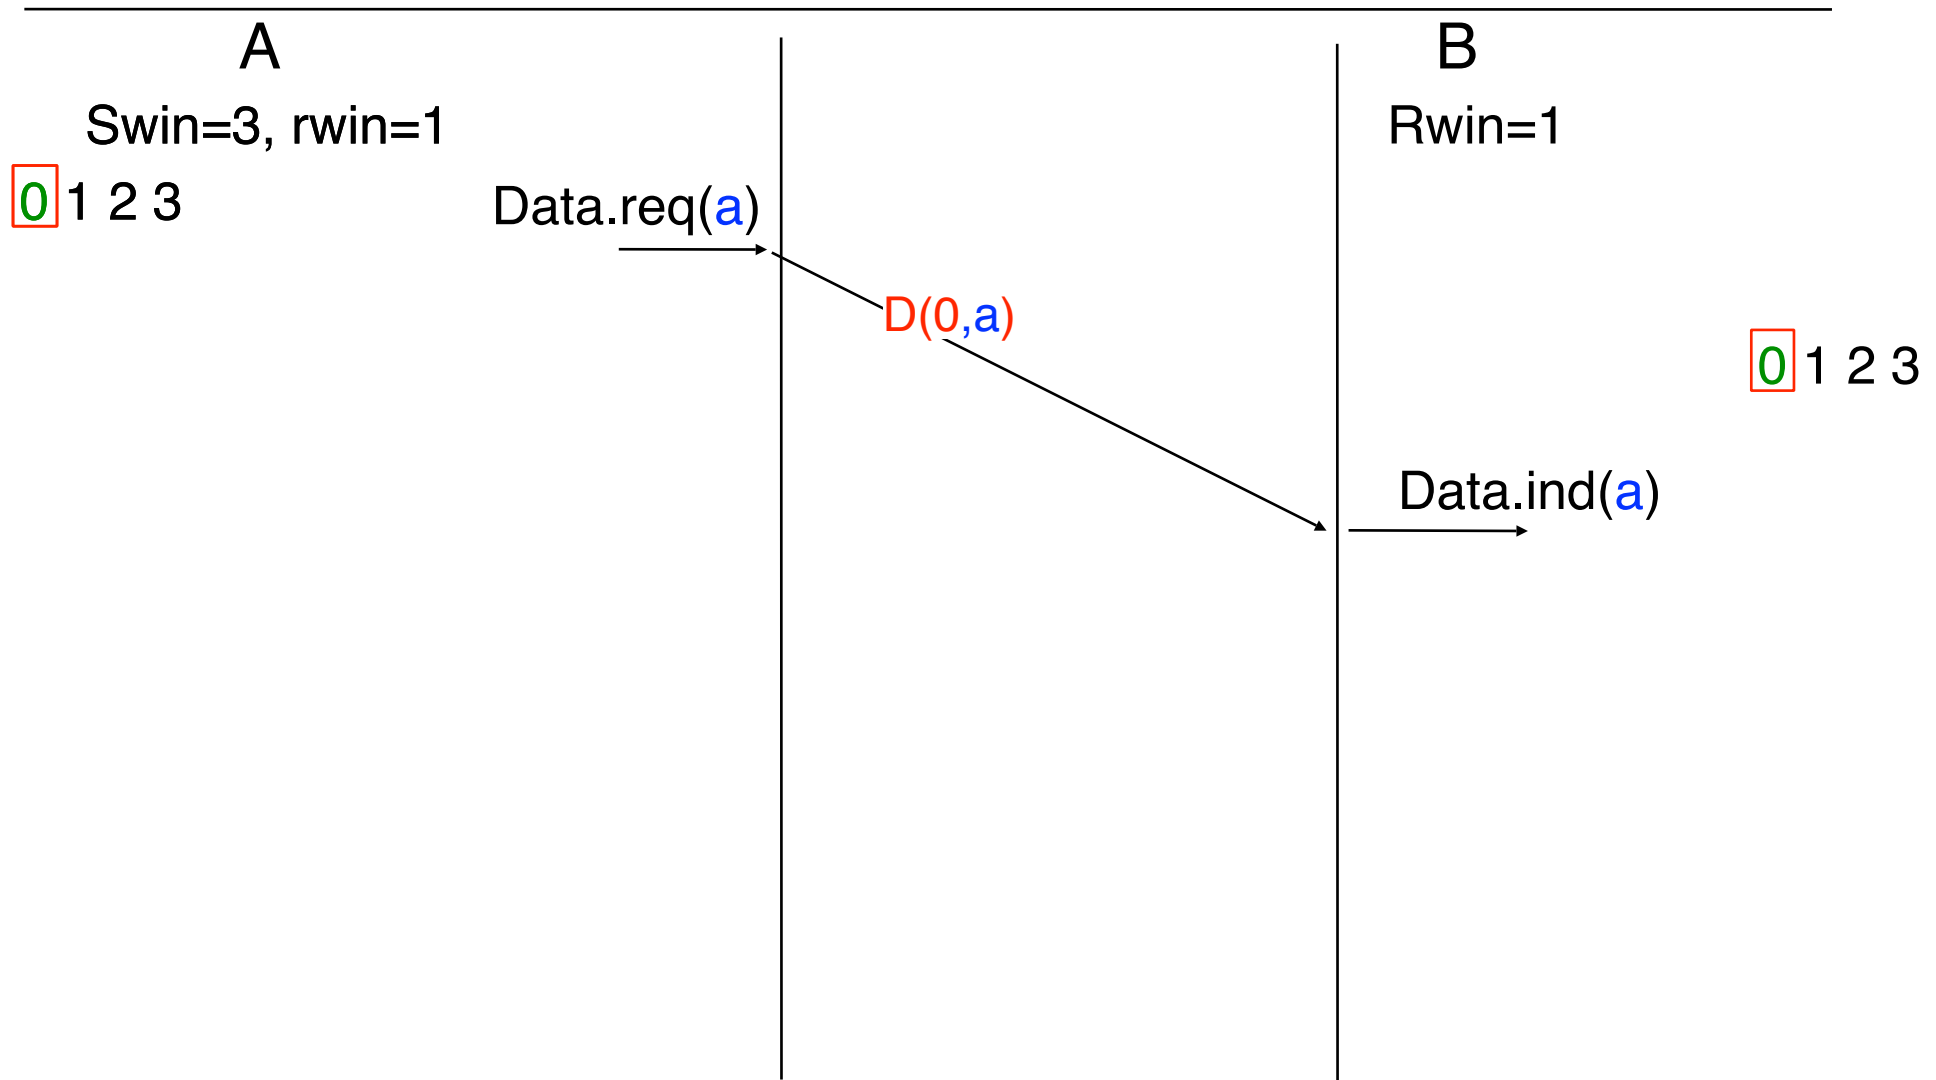 A
B
Swin=3, rwin=1
Rwin=1
0 1 2 3
Data.req(a)
D(0,a)
0 1 2 3
Data.ind(a)